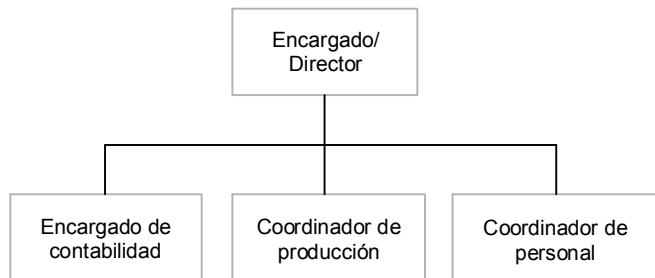 Encargado/
Director
Encargado de
contabilidad
Coordinador de
producción
Coordinador de
personal